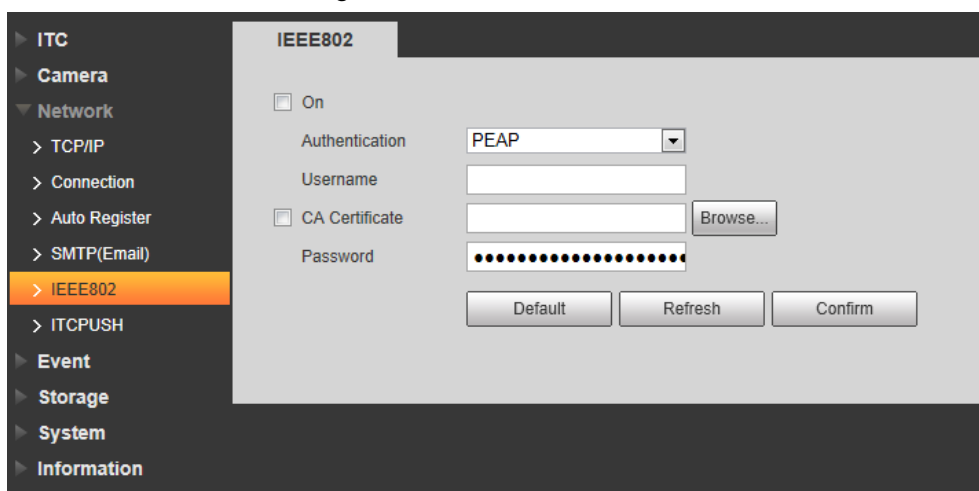 ITC
Camera
Network
TCP/IP
Connection
Auto Register
SMTP(Email)
IEEE802
ITCPUSH
Event
Storage
System
Information
IEEE802
On
Authentication PEAP
Username
CA Certificate Browse...
Password ●●●●●●●●●●●●●●●●●●●●
Default Refresh Confirm